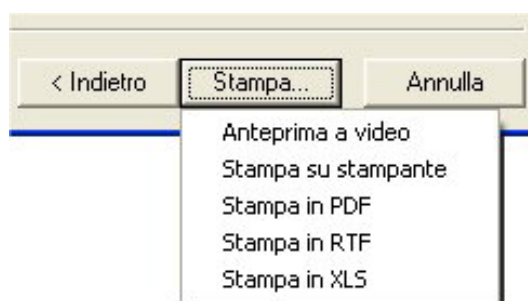 < Indietro Stampa... Annulla
Anteprima a video
Stampa su stampante
Stampa in PDF
Stampa in RTF
Stampa in XLS